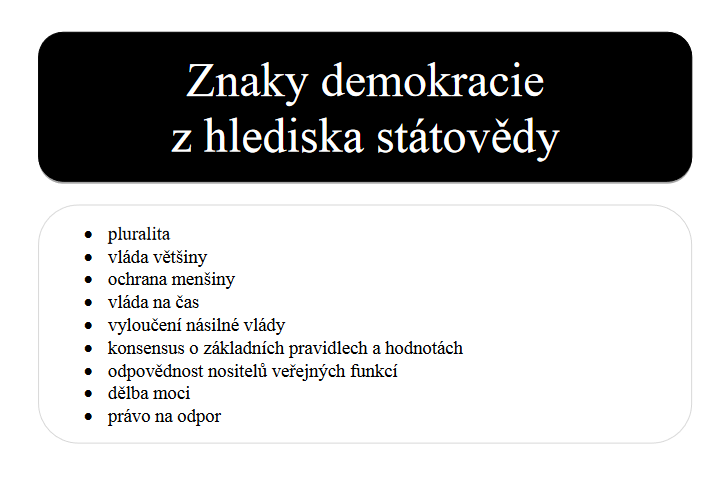 Znaky demokracie
z hlediska státovědy
• pluralita
• vláda většiny
• ochrana menšiny
• vláda na čas
• vyloučení násilné vlády
• konsensus o základních pravidlech a hodnotách
• odpovědnost nositelů veřejných funkcí
• dělba moci
• právo na odpor